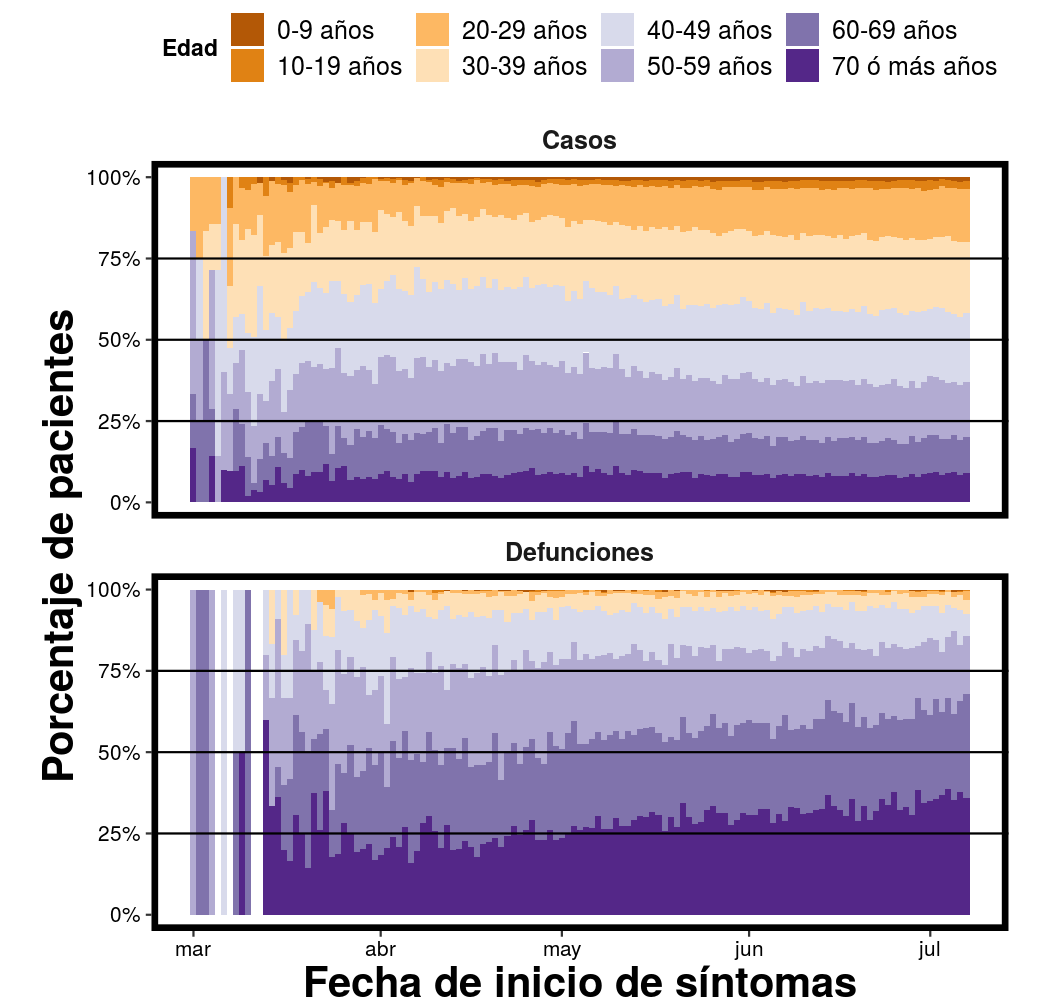 Edad
0-9 años
20-29 años
40-49 años
60-69 años
10-19 años
30-39 años
50-59 años
70 ó más años
Casos
100%
75%
50%
25%
0%
Defunciones
100%
75%
50%
25%
0%
mar
abr
may
jun
jul
Fecha de inicio de síntomas
Porcentaje de pacientes